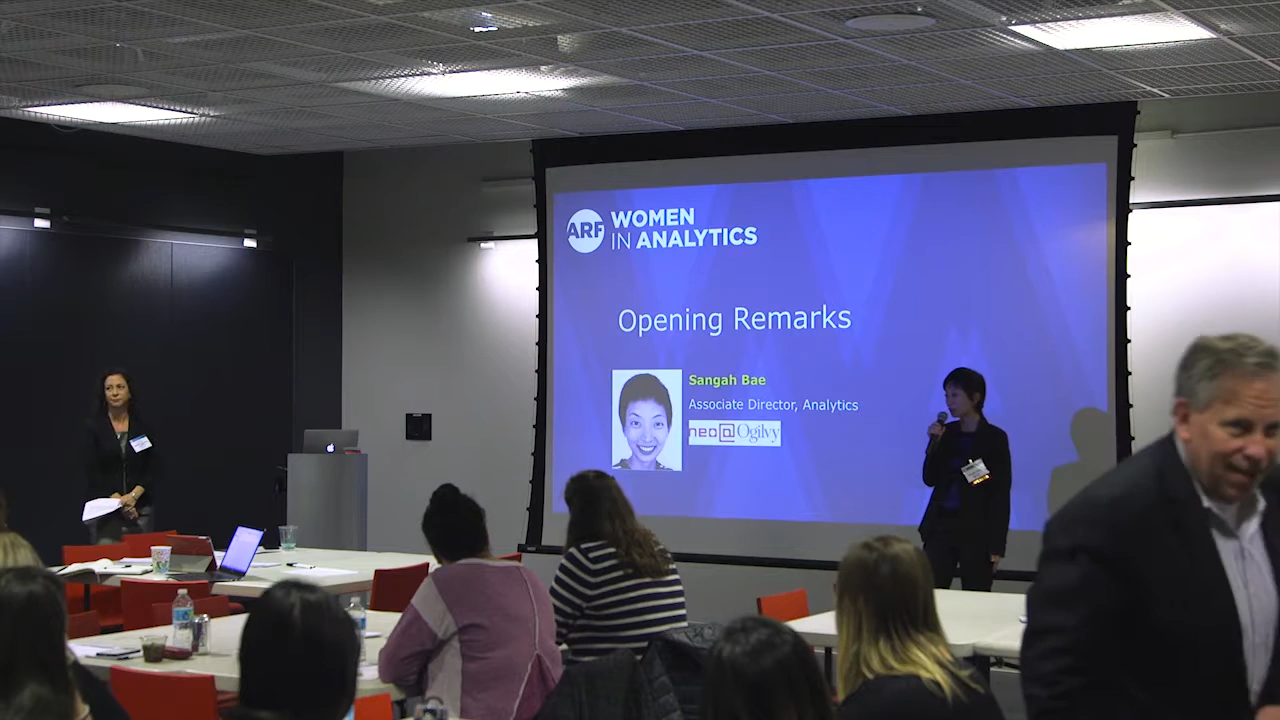 ARF
WOMEN
IN ANALYTICS
Opening Remarks
Sangah Bae
Associate Director, Analytics
neo@Ogilvy